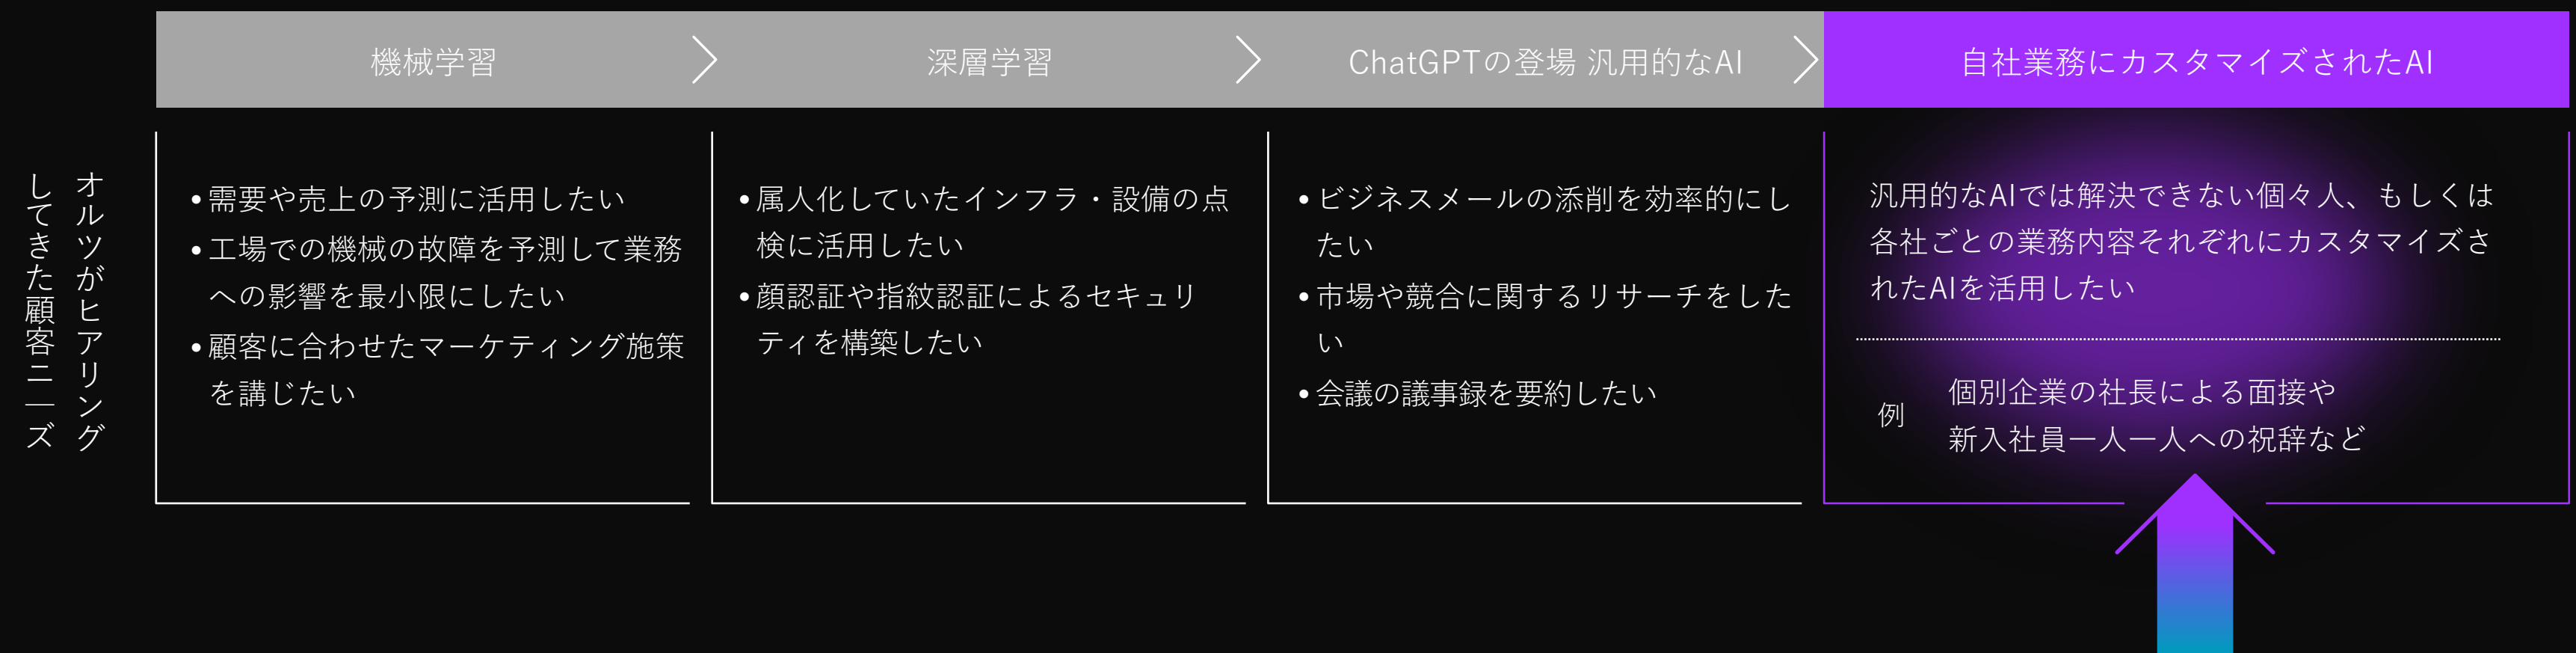 機械学習
深層学習
ChatGPTの登場 汎用的なAI
自社業務にカスタマイズされたAI
オルツがヒアリング
してきた顧客ニーズ
•需要や売上の予測に活用したい
•工場での機械の故障を予測して業務
への影響を最小限にしたい
•顧客に合わせたマーケティング施策
を講じたい
•属人化していたインフラ・設備の点
検に活用したい
•顔認証や指紋認証によるセキュリ
ティを構築したい
•ビジネスメールの添削を効率的にし
たい
•市場や競合に関するリサーチをした
い
•会議の議事録を要約したい
汎用的なAIでは解決できない個々人、もしくは
各社ごとの業務内容それぞれにカスタマイズさ
れたAIを活用したい
例
個別企業の社長による面接や
新入社員一人一人への祝辞など